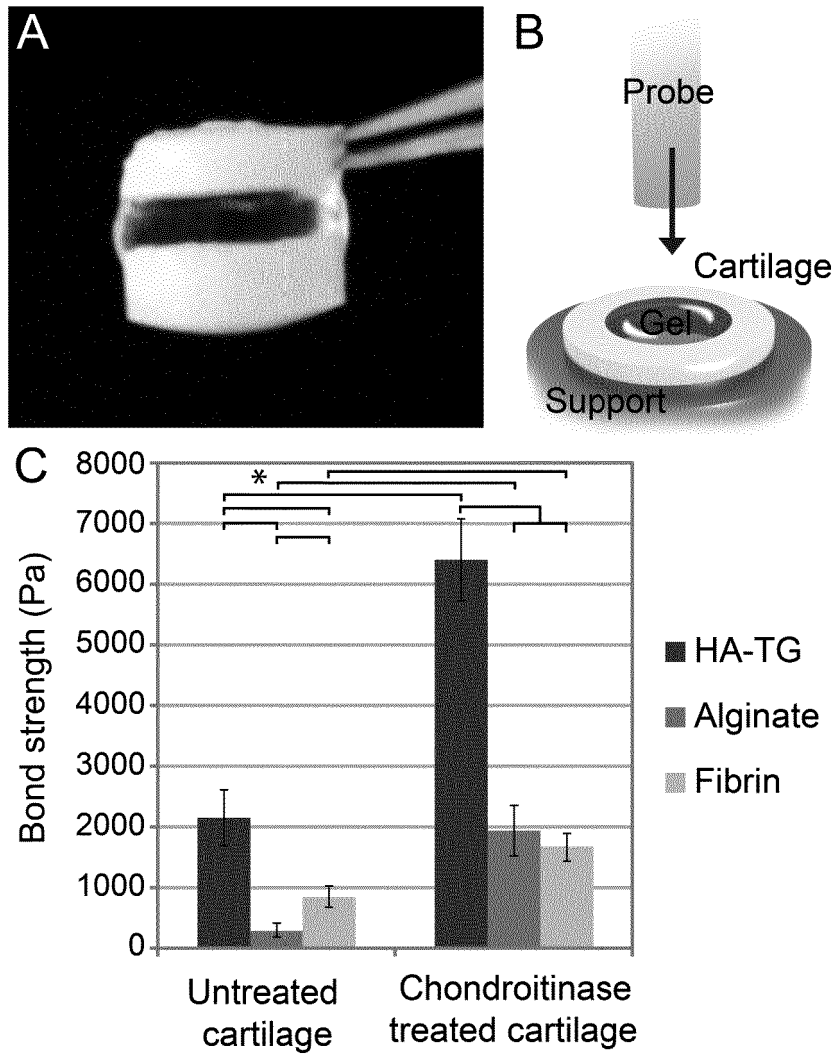 A
B
Probe
Cartilage
Gel
Support
C
Bond strength (Pa)
8000
7000
6000
5000
4000
3000
2000
1000
0
*
HA-TG
Alginate
Fibrin
Untreated
cartilage
Chondroitinase
treated cartilage